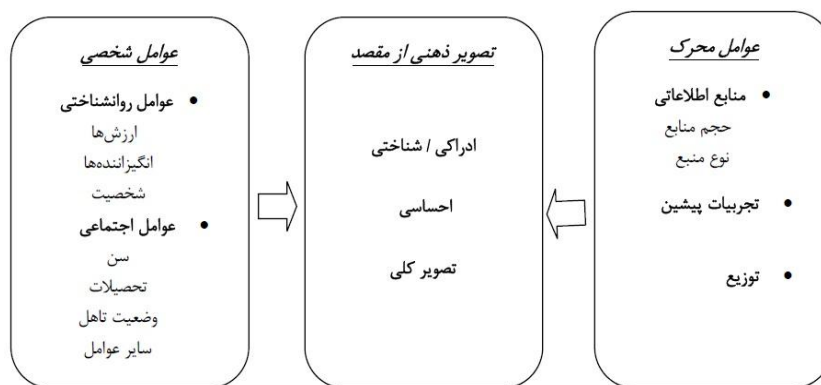 عوامل محرک
• منابع اطلاعاتی
حجم منابع
نوع منبع
• تجربیات پیشین
• توزیع
تصویر ذهنی از مقصد
ادراکی / شناختی
احساسی
تصویر کلی
عوامل شخصی
• عوامل روانشناختی
ارزش‌ها
انگیزاننده‌ها
شخصیت
• عوامل اجتماعی
سن
تحصیلات
وضعیت تاهل
سایر عوامل